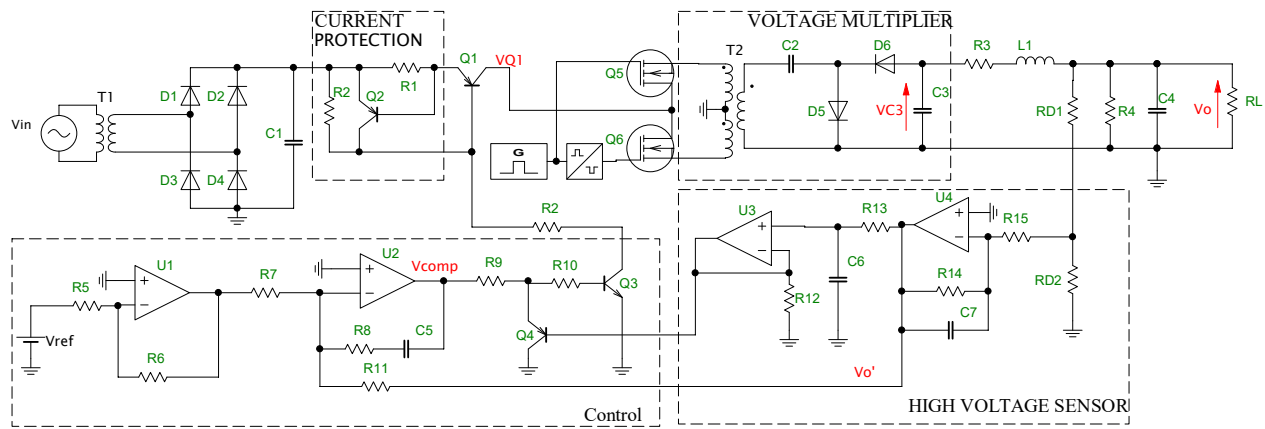 CURRENT
PROTECTION
VOLTAGE MULTIPLIER
Vin
T1
D1
D2
D3
D4
C1
R2
Q2
R1
Q1
VQ1
Q5
Q6
G
T2
C2
D6
D5
VC3
C3
R3
L1
RD1
R4
C4
Vo
RL
R2
U3
R13
U4
R15
C6
R14
R12
C7
RD2
Vo'
HIGH VOLTAGE SENSOR
U1
R5
Vref
R6
R7
U2
Vcomp
R8
C5
R11
R9
R10
Q3
Q4
Control